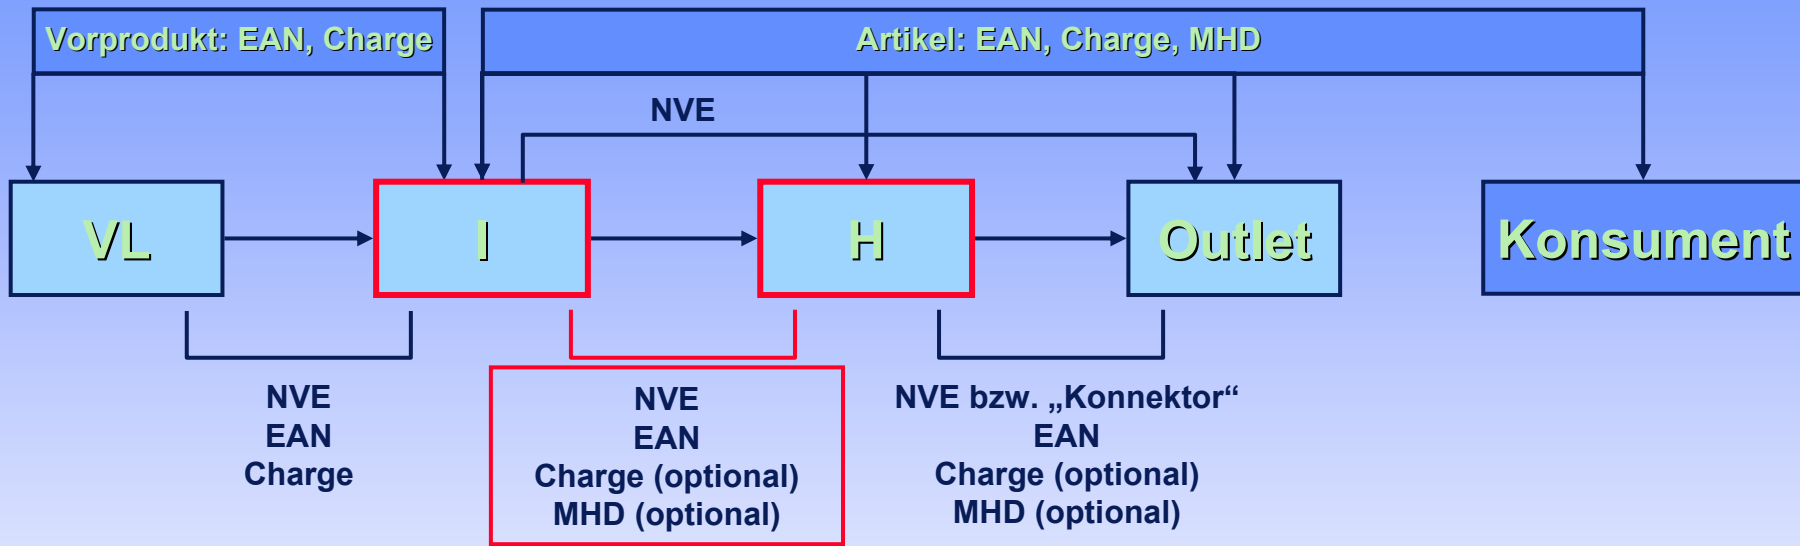 Vorprodukt: EAN, Charge
Artikel: EAN, Charge, MHD
NVE
VL
I
H
Outlet
Konsument
NVE
EAN
Charge
NVE
EAN
Charge (optional)
MHD (optional)
NVE bzw. „Konnektor“
EAN
Charge (optional)
MHD (optional)